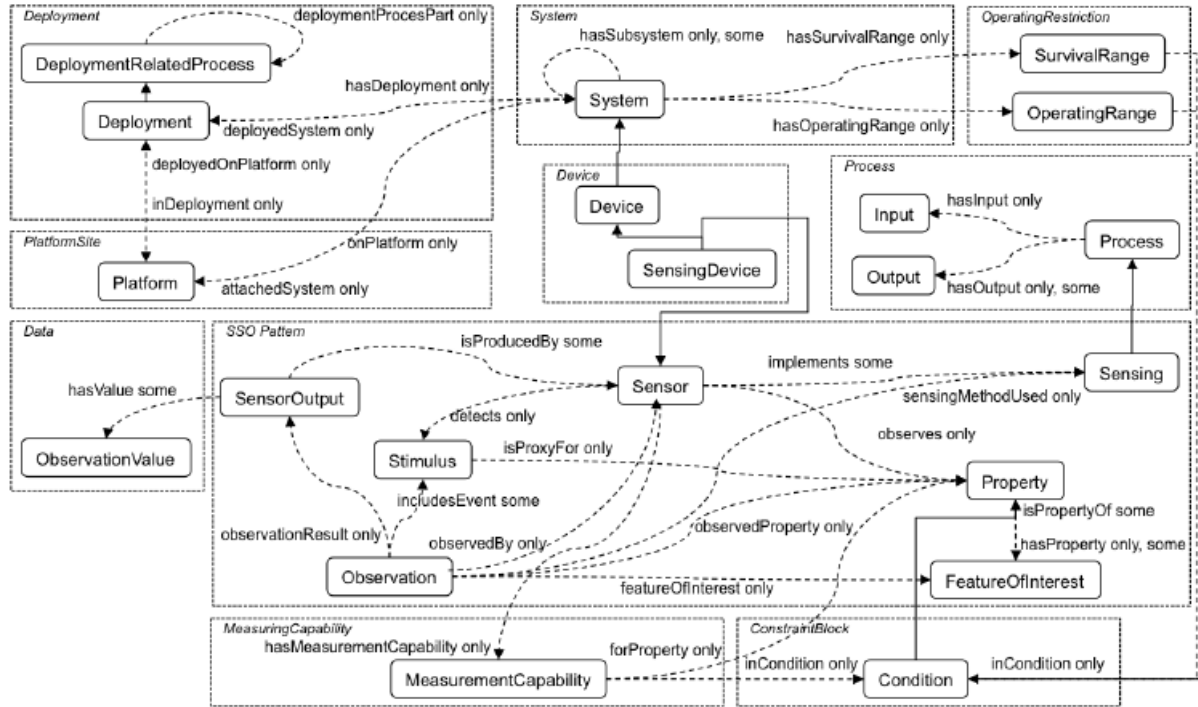 Deployment
deploymentProcesPart only
DeploymentRelatedProcess
hasDeployment only
Deployment
deployedSystem only
deployedOnPlatform only
inDeployment only
PlatformSite
onPlatform only
Platform
attachedSystem only
System
hasSubsystem only, some
hasSurvivalRange only
System
hasOperatingRange only
OperatingRestriction
SurvivalRange
OperatingRange
Device
Device
SensingDevice
Process
hasInput only
Input
Process
Output
hasOutput only, some
Data
hasValue some
ObservationValue
SSO Pattern
isProducedBy some
SensorOutput
Sensor
implements some
Sensing
sensingMethodUsed only
detects only
observes only
Stimulus
isProxyFor only
Property
includesEvent some
isPropertyOf some
observationResult only
observedBy only
observedProperty only
hasProperty only, some
Observation
featureOfInterest only
FeatureOfInterest
MeasuringCapability
hasMeasurementCapability only
forProperty only
MeasurementCapability
ConstraintBlock
inCondition only
Condition
inCondition only